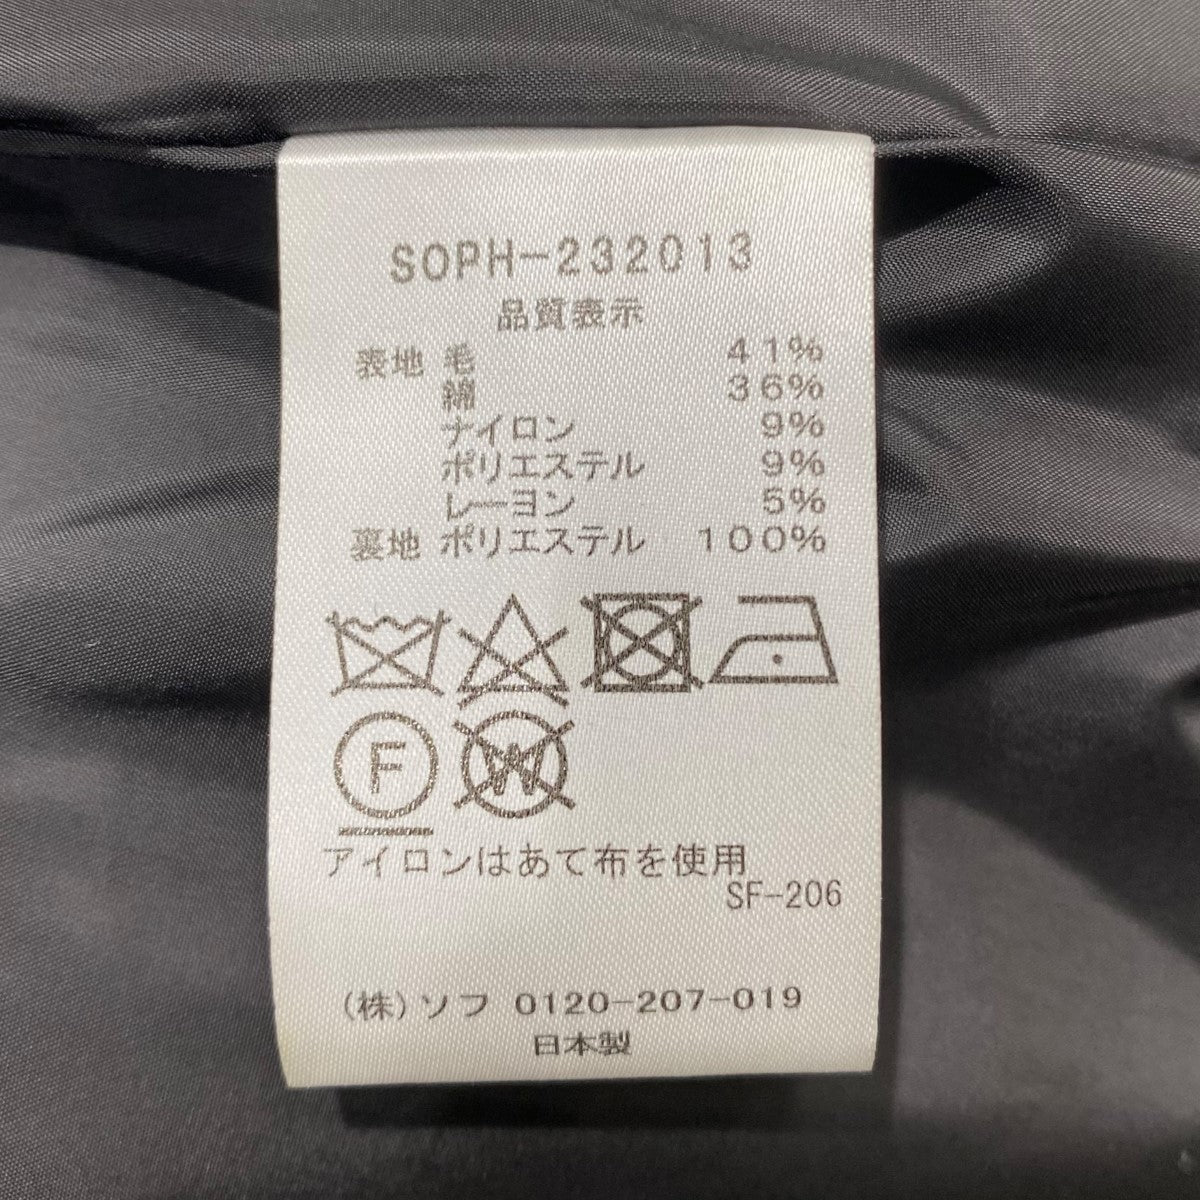 SOPH-232013
品質表示
表地 毛 41%
綿 36%
ナイロン 9%
ポリエステル 9%
レーヨン 5%
裏地 ポリエステル 100%
F W
アイロンはあて布を使用
SF-206
(株)ソフ 0120-207-019
日本製